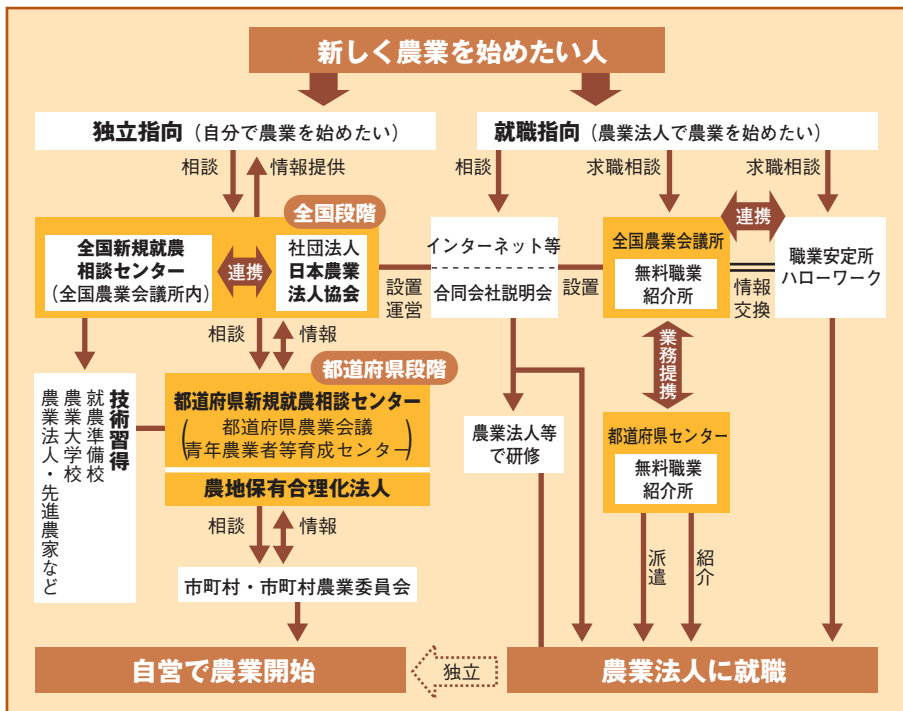 新しく農業を始めたい人
独立指向（自分で農業を始めたい）
就職指向（農業法人で農業を始めたい）
相談
情報提供
相談
求職相談
求職相談
全国段階
全国新規就農
相談センター
（全国農業会議所内）
連携
社団法人
日本農業
法人協会
設置
運営
インターネット等
合同会社説明会
設置
全国農業会議所
無料職業
紹介所
連携
情報
交換
職業安定所
ハローワーク
相談
情報
業務提携
都道府県段階
技術習得
就農準備校
農業大学校
農業法人・先進農家など
都道府県新規就農相談センター
（都道府県農業会議
青年農業者等育成センター）
農地保有合理化法人
農業法人等
で研修
都道府県センター
無料職業
紹介所
相談
情報
派遣
紹介
市町村・市町村農業委員会
自営で農業開始
独立
農業法人に就職